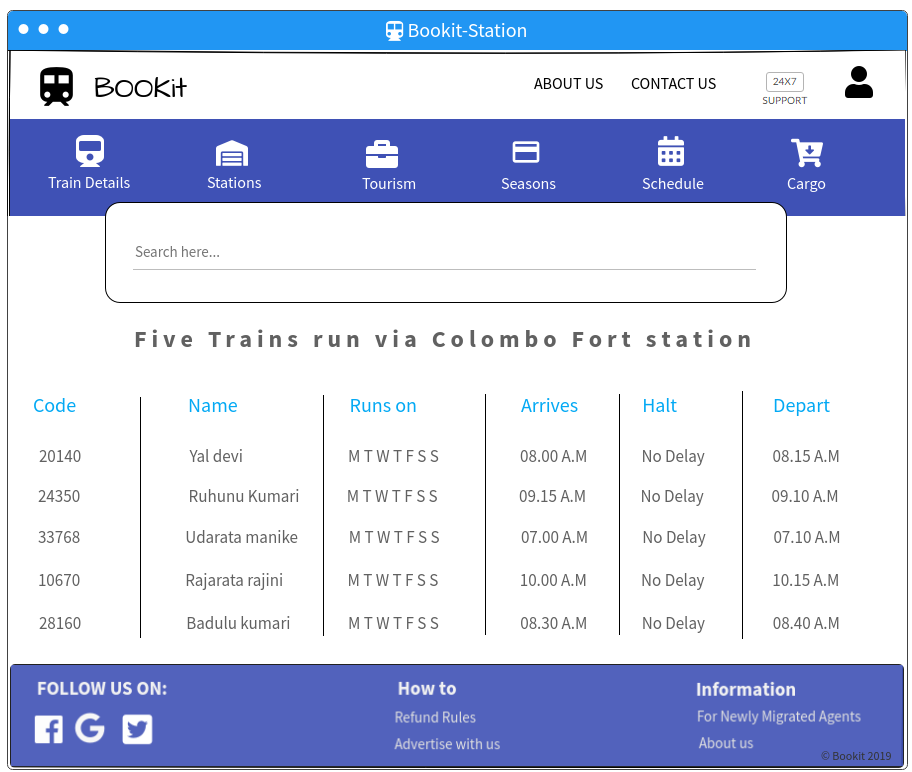 Bookit-Station
BOOKit
ABOUT US CONTACT US
24X7
SUPPORT
Train Details Stations Tourism Seasons Schedule Cargo
Search here...
Five Trains run via Colombo Fort station
Code Name Runs on Arrives Halt Depart
20140 Yal devi M T W T F S S 08.00 A.M No Delay 08.15 A.M
24350 Ruhunu Kumari M T W T F S S 09.15 A.M No Delay 09.10 A.M
33768 Udarata manike M T W T F S S 07.00 A.M No Delay 07.10 A.M
10670 Rajarata rajini M T W T F S S 10.00 A.M No Delay 10.15 A.M
28160 Badulu kumari M T W T F S S 08.30 A.M No Delay 08.40 A.M
FOLLOW US ON: How to Information
Refund Rules For Newly Migrated Agents
Advertise with us About us
© Bookit 2019